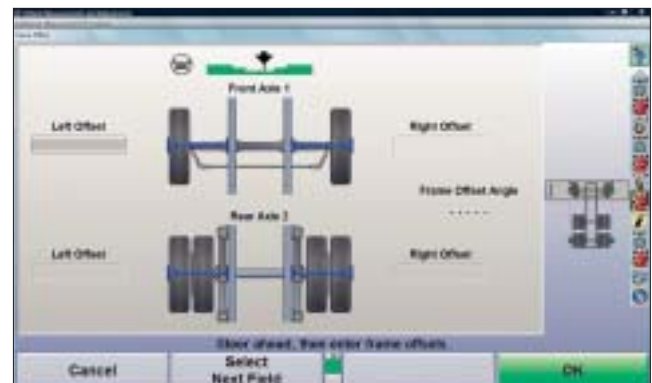 Front Axle 1
Left Offset
Right Offset
Frame Offset Angle
-----
Rear Axle 3
Left Offset
Right Offset
Steer ahead, then enter frame offsets.
Cancel
Select
Next Field
OK